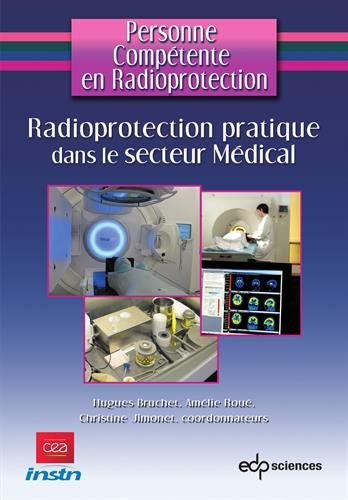 Personne
Compétente
en Radioprotection
Radioprotection pratique
dans le secteur Médical
Hugues Bruchet, Amélie Roué,
Christine Jimonet, coordonnateurs
cea
instn
edp sciences